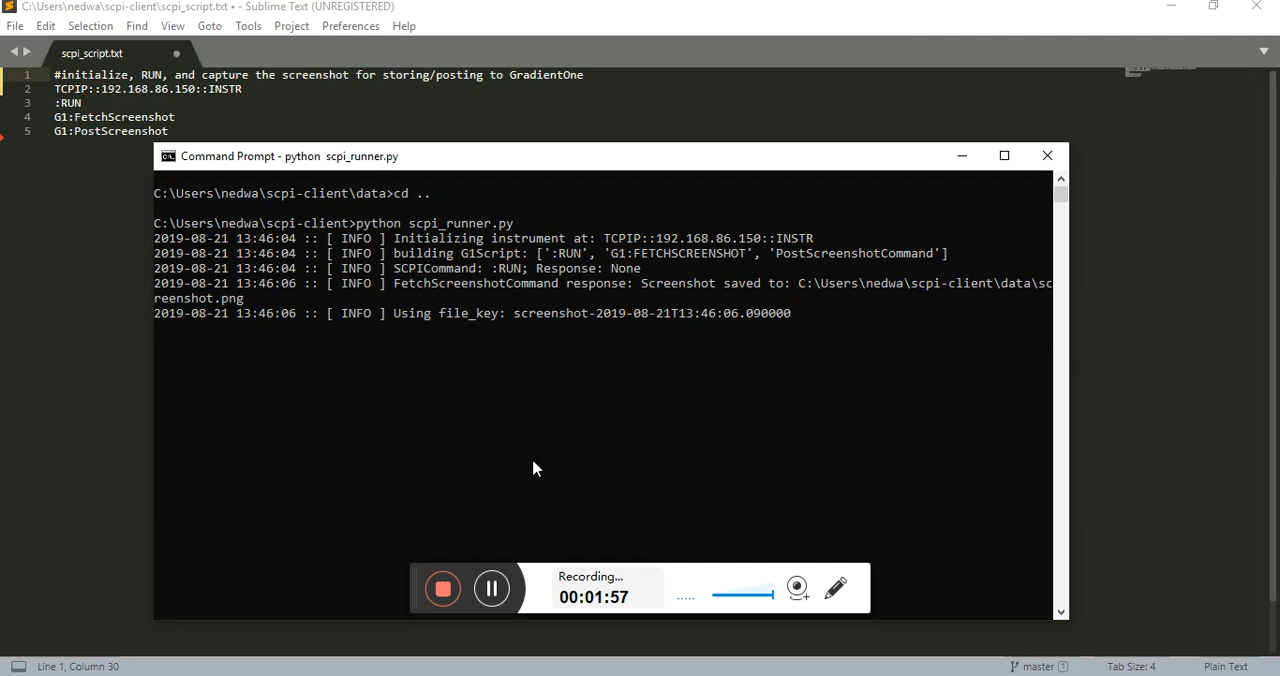 C:\Users\nedwa\scpi-client\scpi_script.txt • - Sublime Text (UNREGISTERED)
File Edit Selection Find View Goto Tools Project Preferences Help
scpi_script.txt
1 #initialize, RUN, and capture the screenshot for storing/posting to GradientOne
2 TCPIP::192.168.86.150::INSTR
3 :RUN
4 G1:FetchScreenshot
5 G1:PostScreenshot
Command Prompt - python scpi_runner.py
C:\Users\nedwa\scpi-client\data>cd ..
C:\Users\nedwa\scpi-client>python scpi_runner.py
2019-08-21 13:46:04 :: [ INFO ] Initializing instrument at: TCPIP::192.168.86.150::INSTR
2019-08-21 13:46:04 :: [ INFO ] building G1Script: [':RUN', 'G1:FETCHSCREENSHOT', 'PostScreenshotCommand']
2019-08-21 13:46:04 :: [ INFO ] SCPICommand: :RUN; Response: None
2019-08-21 13:46:06 :: [ INFO ] FetchScreenshotCommand response: Screenshot saved to: C:\Users\nedwa\scpi-client\data\sc
reenshot.png
2019-08-21 13:46:06 :: [ INFO ] Using file_key: screenshot-2019-08-21T13:46:06.090000
Recording...
00:01:57
Line 1, Column 30 master 1 Tab Size: 4 Plain Text